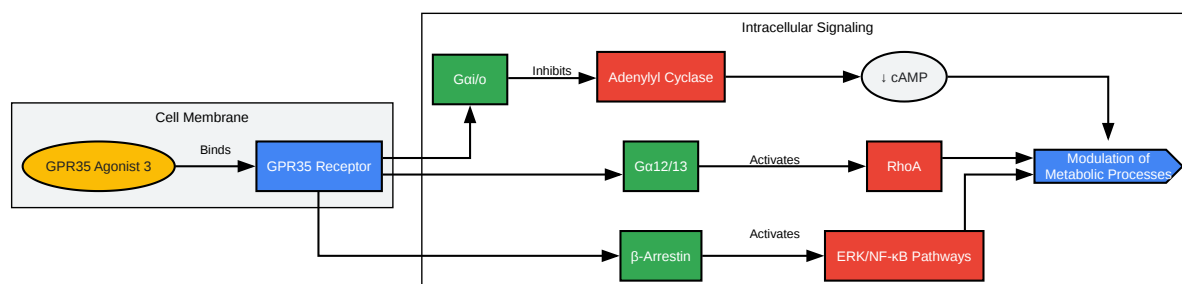 Intracellular Signaling
Gαi/o
Inhibits
Adenylyl Cyclase
↓ cAMP
Cell Membrane
GPR35 Agonist 3
Binds
GPR35 Receptor
Gα12/13
Activates
RhoA
Modulation of
Metabolic Processes
β-Arrestin
Activates
ERK/NF-κB Pathways